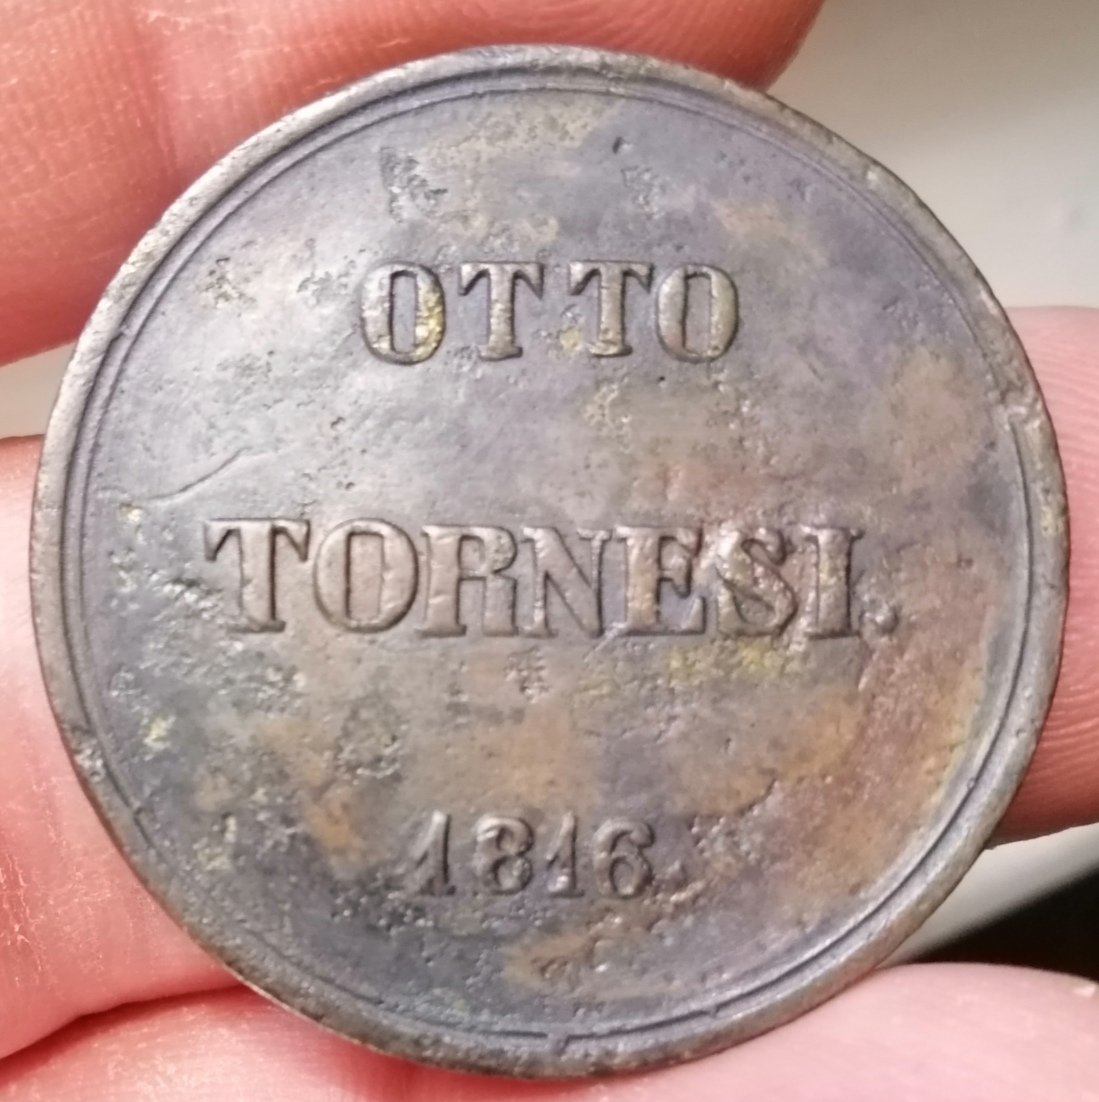 OTTO
TORNESI.
1816.